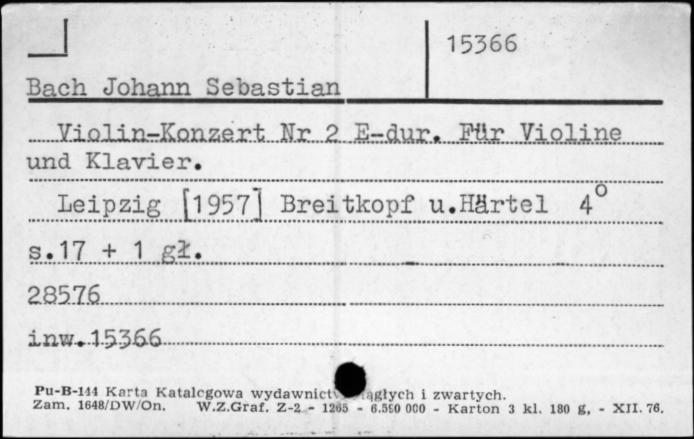 15366
Bach Johann Sebastian
Violin-Konzert Nr 2 E-dur. Für Violine
und Klavier.
Leipzig [1957] Breitkopf u.Härtel 4°
s.17 + 1 gł.
28576
inw.15366
Pu-B-144 Karta Katalogowa wydawnictw ągłych i zwartych.
Zam. 1648/DW/On. W.Z.Graf. Z-2 - 1265 - 6.500 000 - Karton 3 kl. 180 g, - XII. 76.